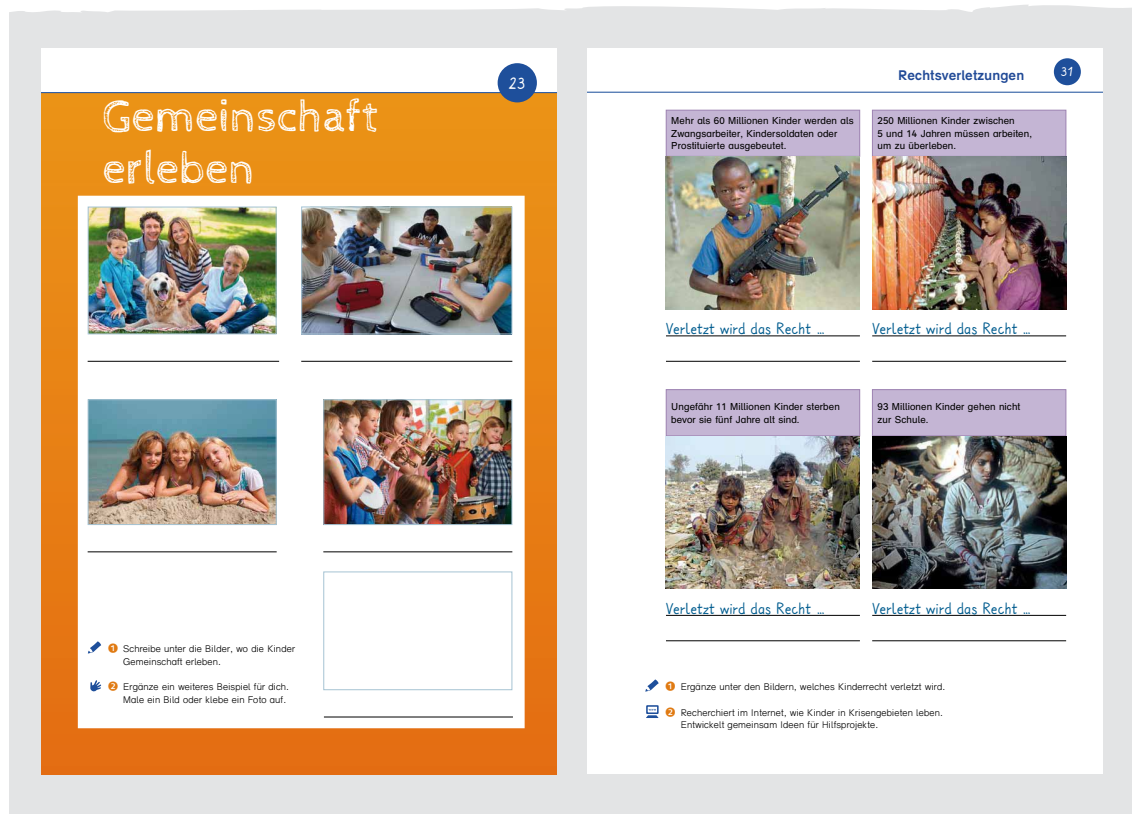 23
Gemeinschaft
erleben
1 Schreibe unter die Bilder, wo die Kinder
Gemeinschaft erleben.
2 Ergänze ein weiteres Beispiel für dich.
Male ein Bild oder klebe ein Foto auf.
Rechtsverletzungen
31
Mehr als 60 Millionen Kinder werden als
Zwangsarbeiter, Kindersoldaten oder
Prostituierte ausgebeutet.
250 Millionen Kinder zwischen
5 und 14 Jahren müssen arbeiten,
um zu überleben.
Verletzt wird das Recht ...
Verletzt wird das Recht ...
Ungefähr 11 Millionen Kinder sterben
bevor sie fünf Jahre alt sind.
93 Millionen Kinder gehen nicht
zur Schule.
Verletzt wird das Recht ...
Verletzt wird das Recht ...
1 Ergänze unter den Bildern, welches Kinderrecht verletzt wird.
2 Recherchiert im Internet, wie Kinder in Krisengebieten leben.
Entwickelt gemeinsam Ideen für Hilfsprojekte.